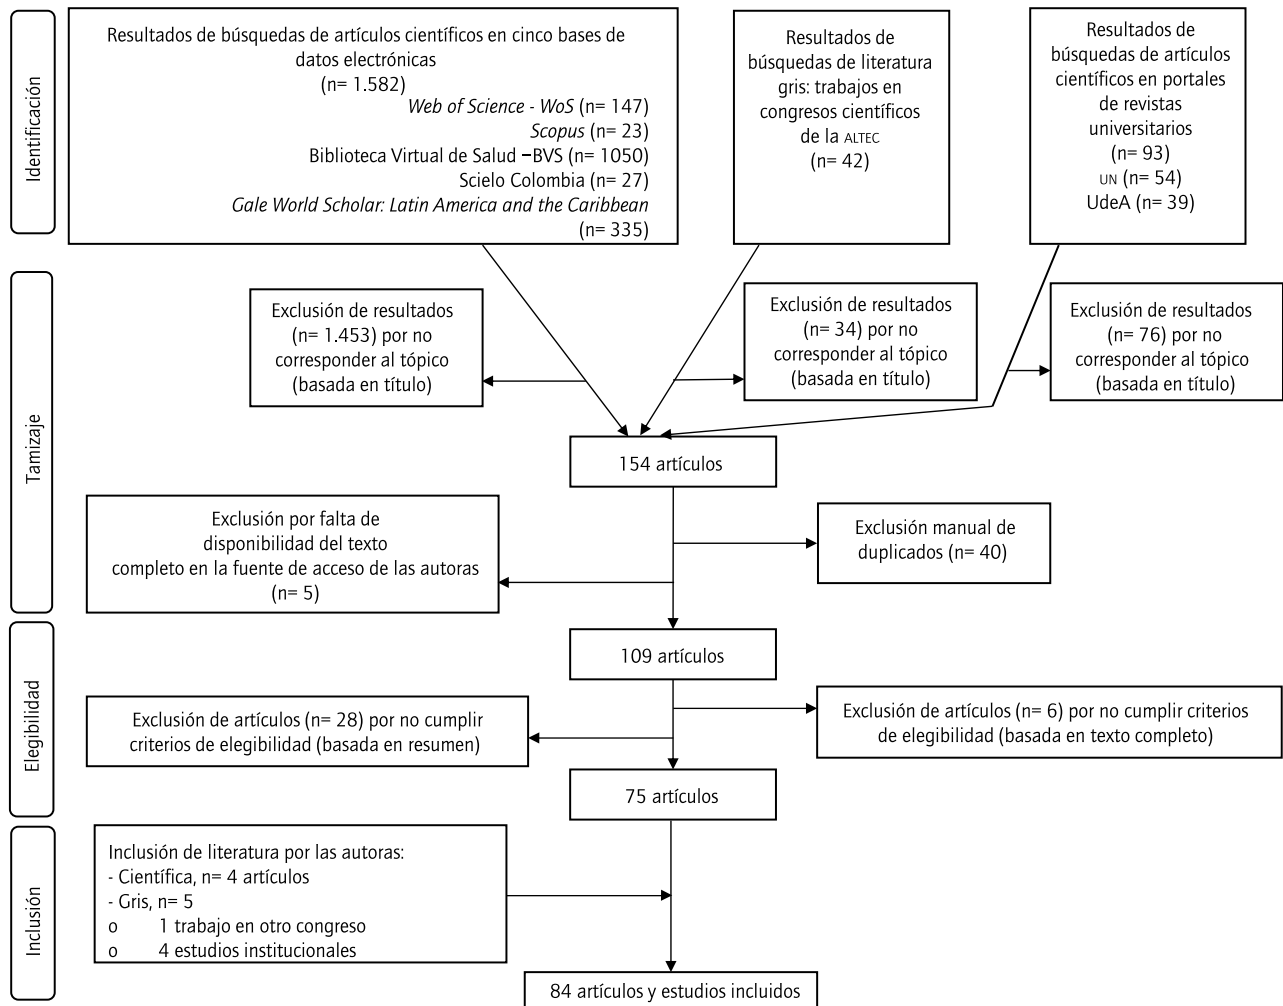 Identificación
Resultados de búsquedas de artículos científicos en cinco bases de
datos electrónicas
(n= 1.582)
Web of Science - WoS (n= 147)
Scopus (n= 23)
Biblioteca Virtual de Salud –BVS (n= 1050)
Scielo Colombia (n= 27)
Gale World Scholar: Latin America and the Caribbean
(n= 335)
Resultados de
búsquedas de literatura
gris: trabajos en
congresos científicos
de la ALTEC
(n= 42)
Resultados de
búsquedas de artículos
científicos en portales
de revistas
universitarios
(n= 93)
UN (n= 54)
UdeA (n= 39)
Tamizaje
Exclusión de resultados
(n= 1.453) por no
corresponder al tópico
(basada en título)
Exclusión de resultados
(n= 34) por no
corresponder al tópico
(basada en título)
Exclusión de resultados
(n= 76) por no
corresponder al tópico
(basada en título)
154 artículos
Exclusión por falta de
disponibilidad del texto
completo en la fuente de acceso de las autoras
(n= 5)
Exclusión manual de
duplicados (n= 40)
Elegibilidad
109 artículos
Exclusión de artículos (n= 28) por no cumplir
criterios de elegibilidad (basada en resumen)
Exclusión de artículos (n= 6) por no cumplir criterios
de elegibilidad (basada en texto completo)
75 artículos
Inclusión
Inclusión de literatura por las autoras:
- Científica, n= 4 artículos
- Gris, n= 5
o 1 trabajo en otro congreso
o 4 estudios institucionales
84 artículos y estudios incluidos